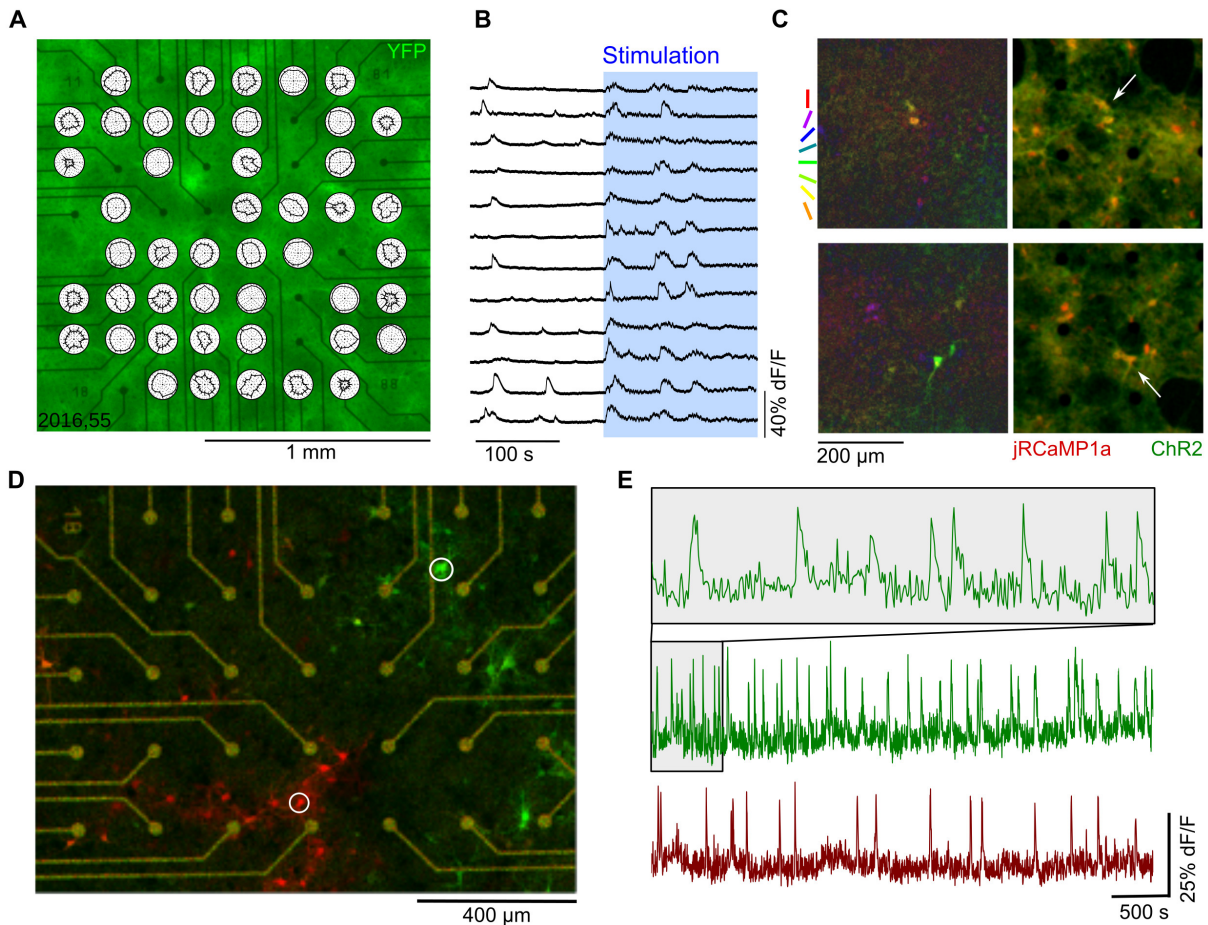 A
YFP
11
81
18
88
2016,55
1 mm
B
Stimulation
40% dF/F
100 s
C
200 µm
jRCaMP1a
ChR2
D
18
400 µm
E
25% dF/F
500 s